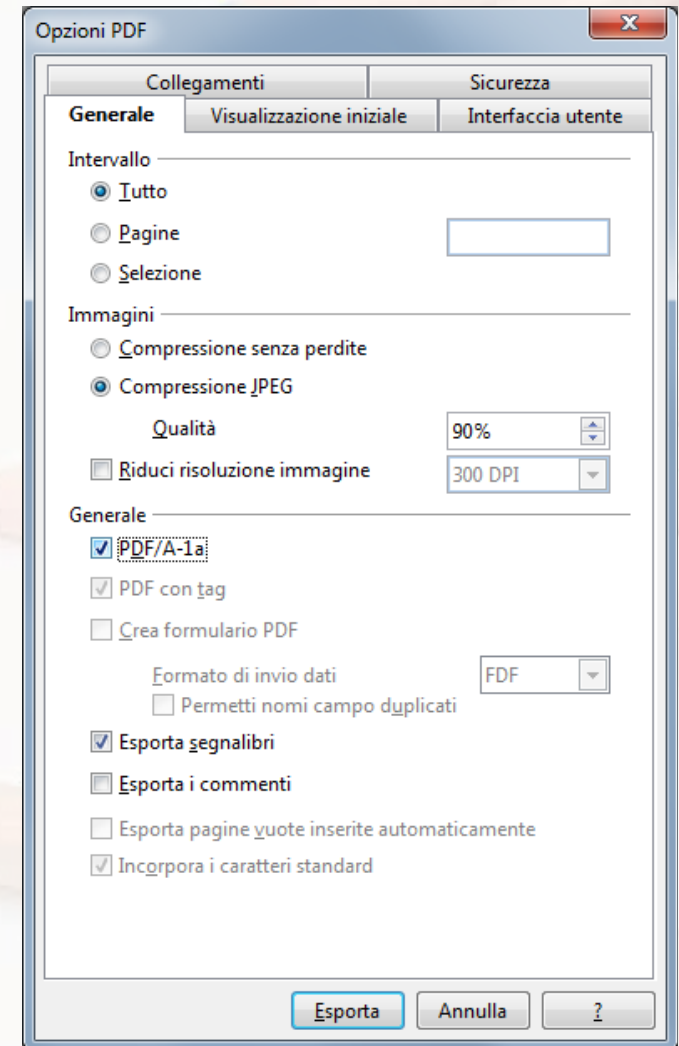 Opzioni PDF
x
Collegamenti Sicurezza
Generale Visualizzazione iniziale Interfaccia utente
Intervallo
Tutto
Pagine
Selezione
Immagini
Compressione senza perdite
Compressione JPEG
Qualità 90%
Riduci risoluzione immagine 300 DPI
Generale
PDF/A-1a
PDF con tag
Crea formulario PDF
Formato di invio dati FDF
Permetti nomi campo duplicati
Esporta segnalibri
Esporta i commenti
Esporta pagine vuote inserite automaticamente
Incorpora i caratteri standard
Esporta Annulla ?